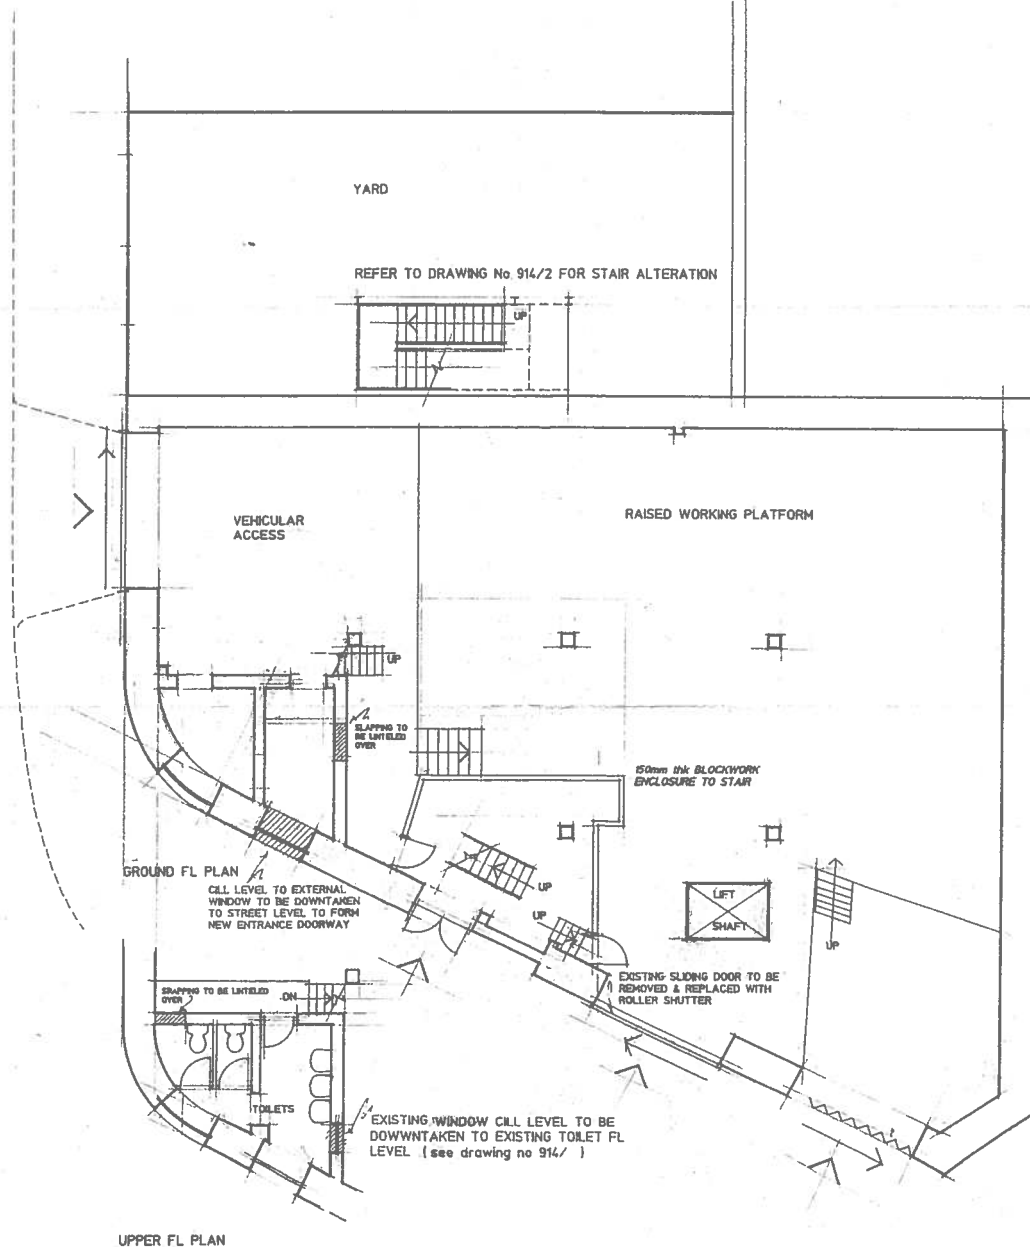 YARD
REFER TO DRAWING No. 914/2 FOR STAIR ALTERATION
UP
VEHICULAR
ACCESS
RAISED WORKING PLATFORM
UP
SLAPPING TO
BE LINTELED
OVER
150mm thk BLOCKWORK
ENCLOSURE TO STAIR
GROUND FL PLAN
CILL LEVEL TO EXTERNAL
WINDOW TO BE DOWNTAKEN
TO STREET LEVEL TO FORM
NEW ENTRANCE DOORWAY
UP
UP
LIFT
SHAFT
UP
EXISTING SLIDING DOOR TO BE
REMOVED & REPLACED WITH
ROLLER SHUTTER
SRAPPING TO BE LINTELED
OVER
DN
TOILETS
EXISTING WINDOW CILL LEVEL TO BE
DOWWNTAKEN TO EXISTING TOILET FL
LEVEL (see drawing no 914/ )
UPPER FL PLAN